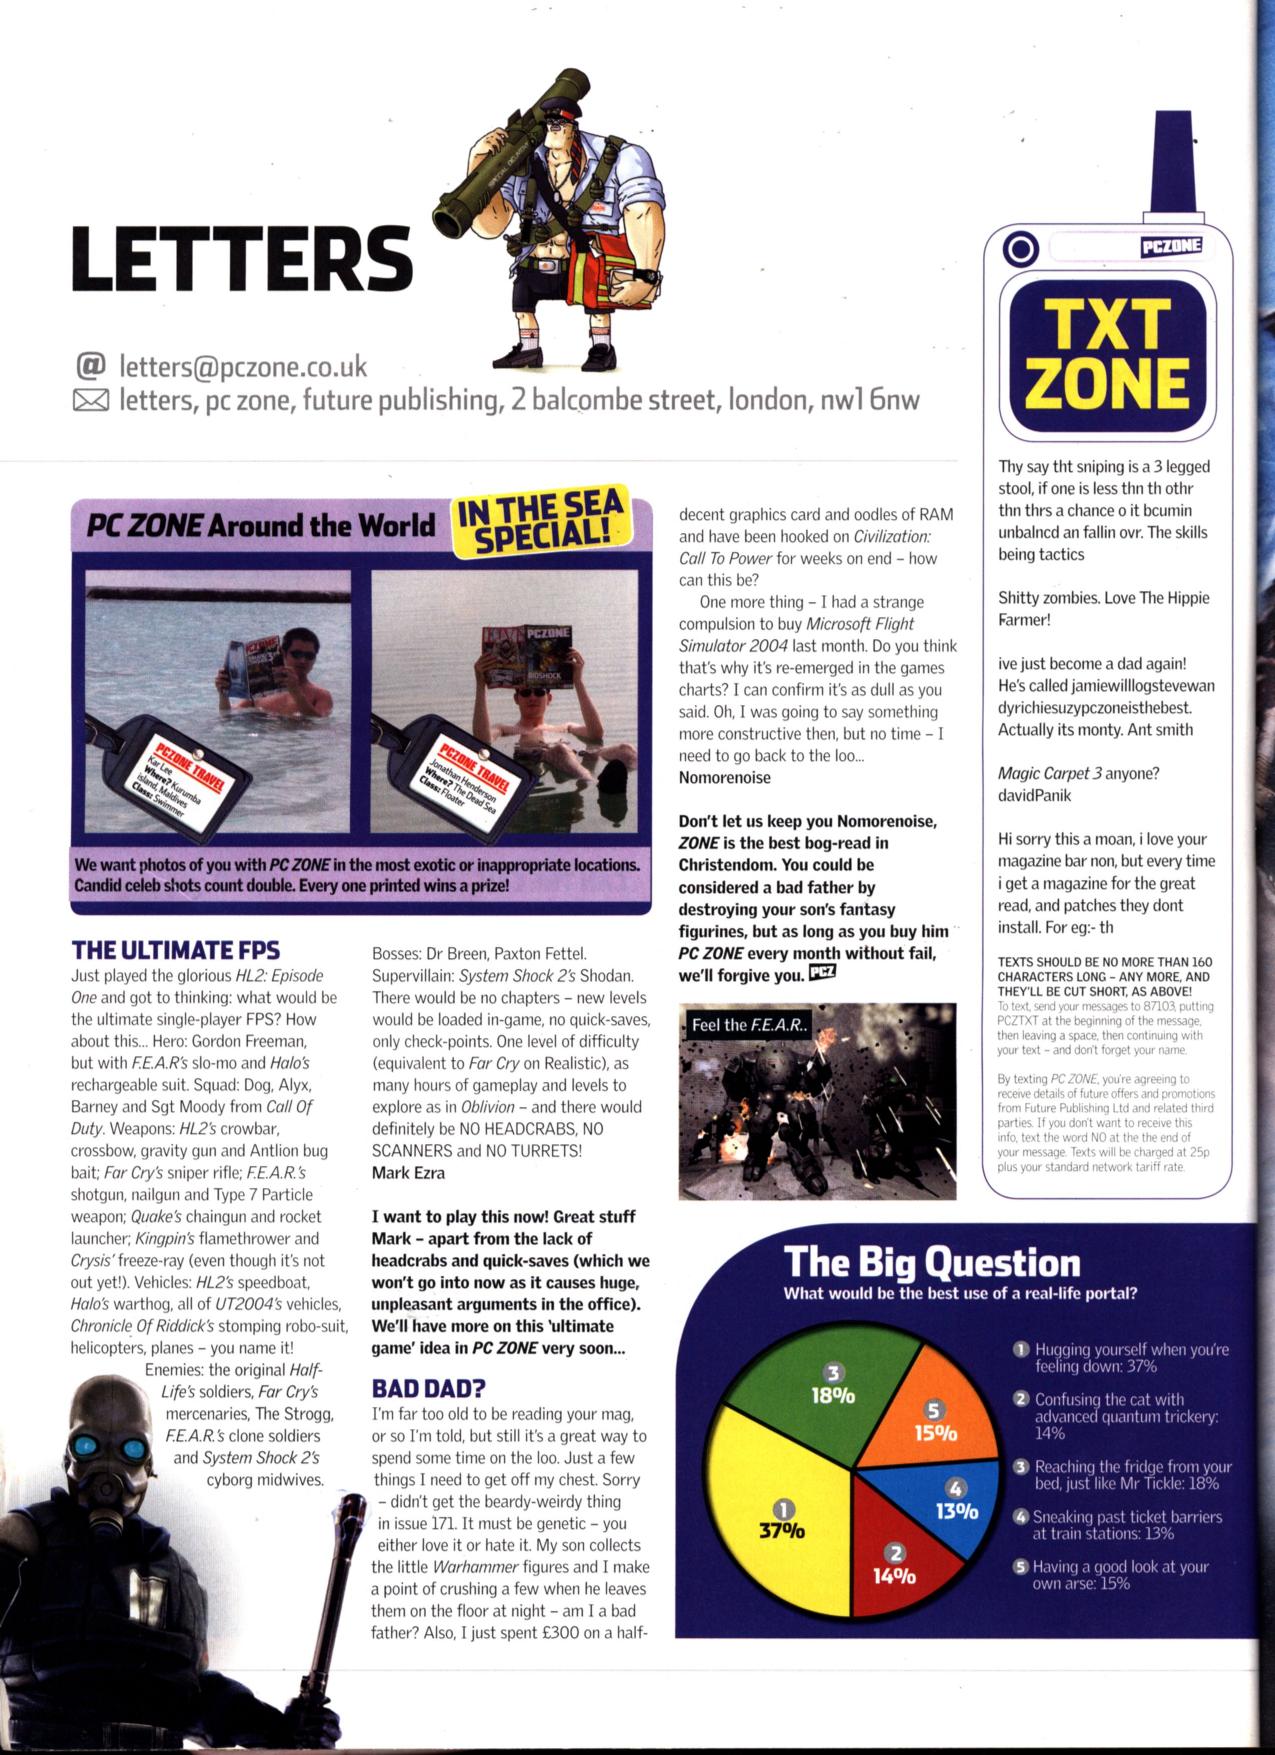 LETTERS
@ letters@pczone.co.uk
letters, pc zone, future publishing, 2 balcombe street, london, nw1 6nw
PC ZONE Around the World
IN THE SEA
SPECIAL!
PCZONE
BIOSHOCK
PCZONE TRAVEL
Kar Lee
Where? Kurumba
island, Maldives
Class: Swimmer
PCZONE TRAVEL
Jonathan Henderson
Where? The Dead Sea
Class: Floater
We want photos of you with PC ZONE in the most exotic or inappropriate locations.
Candid celeb shots count double. Every one printed wins a prize!
THE ULTIMATE FPS
Just played the glorious HL2: Episode
One and got to thinking: what would be
the ultimate single-player FPS? How
about this... Hero: Gordon Freeman,
but with F.E.A.R's slo-mo and Halo's
rechargeable suit. Squad: Dog, Alyx,
Barney and Sgt Moody from Call Of
Duty. Weapons: HL2's crowbar,
crossbow, gravity gun and Antlion bug
bait; Far Cry's sniper rifle; F.E.A.R.'s
shotgun, nailgun and Type 7 Particle
weapon; Quake's chaingun and rocket
launcher; Kingpin's flamethrower and
Crysis' freeze-ray (even though it's not
out yet!). Vehicles: HL2's speedboat,
Halo's warthog, all of UT2004's vehicles,
Chronicle Of Riddick's stomping robo-suit,
helicopters, planes – you name it!
Enemies: the original Half-
Life's soldiers, Far Cry's
mercenaries, The Strogg,
F.E.A.R.'s clone soldiers
and System Shock 2's
cyborg midwives.
Bosses: Dr Breen, Paxton Fettel.
Supervillain: System Shock 2's Shodan.
There would be no chapters – new levels
would be loaded in-game, no quick-saves,
only check-points. One level of difficulty
(equivalent to Far Cry on Realistic), as
many hours of gameplay and levels to
explore as in Oblivion – and there would
definitely be NO HEADCRABS, NO
SCANNERS and NO TURRETS!
Mark Ezra
I want to play this now! Great stuff
Mark – apart from the lack of
headcrabs and quick-saves (which we
won't go into now as it causes huge,
unpleasant arguments in the office).
We'll have more on this 'ultimate
game' idea in PC ZONE very soon...
BAD DAD?
I'm far too old to be reading your mag,
or so I'm told, but still it's a great way to
spend some time on the loo. Just a few
things I need to get off my chest. Sorry
– didn't get the beardy-weirdy thing
in issue 171. It must be genetic – you
either love it or hate it. My son collects
the little Warhammer figures and I make
a point of crushing a few when he leaves
them on the floor at night – am I a bad
father? Also, I just spent £300 on a half-
decent graphics card and oodles of RAM
and have been hooked on Civilization:
Call To Power for weeks on end – how
can this be?
One more thing – I had a strange
compulsion to buy Microsoft Flight
Simulator 2004 last month. Do you think
that's why it's re-emerged in the games
charts? I can confirm it's as dull as you
said. Oh, I was going to say something
more constructive then, but no time – I
need to go back to the loo...
Nomorenoise
Don't let us keep you Nomorenoise,
ZONE is the best bog-read in
Christendom. You could be
considered a bad father by
destroying your son's fantasy
figurines, but as long as you buy him
PC ZONE every month without fail,
we'll forgive you. PCZ
Feel the F.E.A.R..
PCZONE
TXT
ZONE
Thy say tht sniping is a 3 legged
stool, if one is less thn th othr
thn thrs a chance o it bcumin
unbalncd an fallin ovr. The skills
being tactics
Shitty zombies. Love The Hippie
Farmer!
ive just become a dad again!
He's called jamiewilllogstevewan
dyrichiesuzypczoneisthebest.
Actually its monty. Ant smith
Magic Carpet 3 anyone?
davidPanik
Hi sorry this a moan, i love your
magazine bar non, but every time
i get a magazine for the great
read, and patches they dont
install. For eg:- th
TEXTS SHOULD BE NO MORE THAN 160
CHARACTERS LONG – ANY MORE, AND
THEY'LL BE CUT SHORT, AS ABOVE!
To text, send your messages to 87103, putting
PCZTXT at the beginning of the message,
then leaving a space, then continuing with
your text – and don't forget your name.
By texting PC ZONE, you're agreeing to
receive details of future offers and promotions
from Future Publishing Ltd and related third
parties. If you don't want to receive this
info, text the word NO at the the end of
your message. Texts will be charged at 25p
plus your standard network tariff rate.
The Big Question
What would be the best use of a real-life portal?
3
18%
5
15%
4
13%
1
37%
2
14%
1 Hugging yourself when you're
feeling down: 37%
2 Confusing the cat with
advanced quantum trickery:
14%
3 Reaching the fridge from your
bed, just like Mr Tickle: 18%
4 Sneaking past ticket barriers
at train stations: 13%
5 Having a good look at your
own arse: 15%